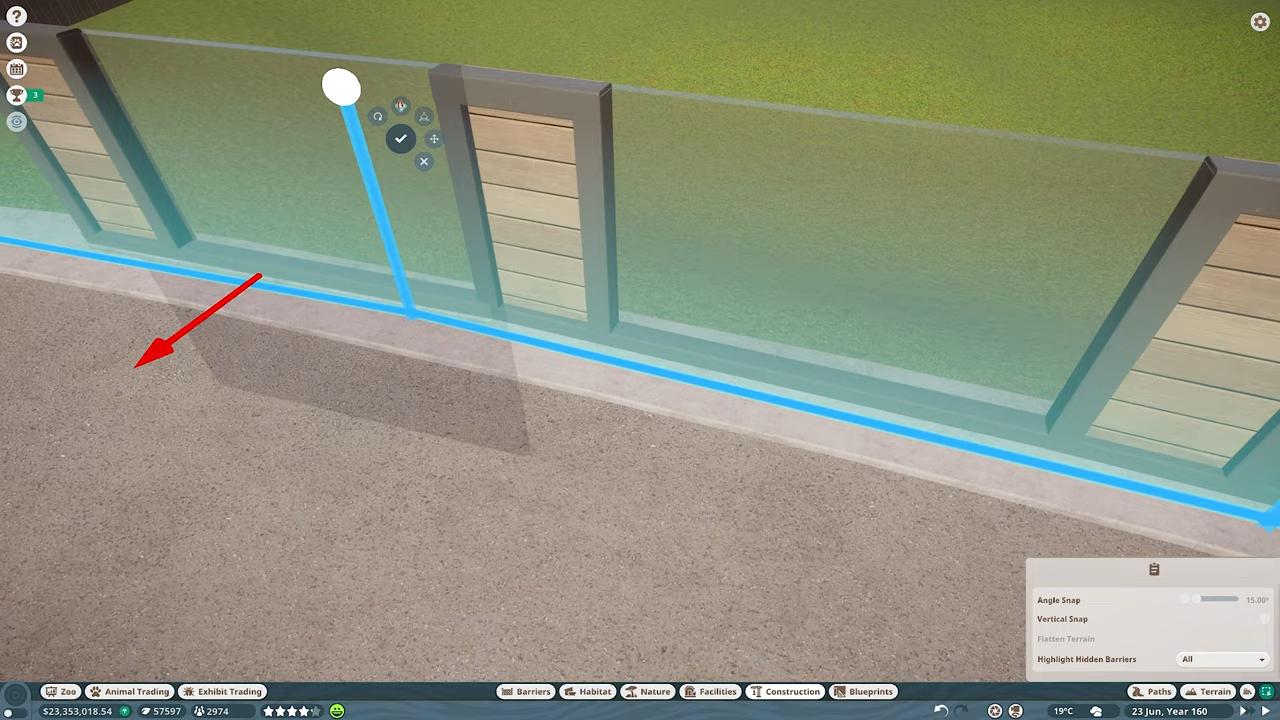 ?
3
Angle Snap 15.00°
Vertical Snap
Flatten Terrain
Highlight Hidden Barriers All
Zoo Animal Trading Exhibit Trading Barriers Habitat Nature Facilities Construction Blueprints Paths Terrain
$23,353,018.54 57597 2974 19°C 23 Jun, Year 160